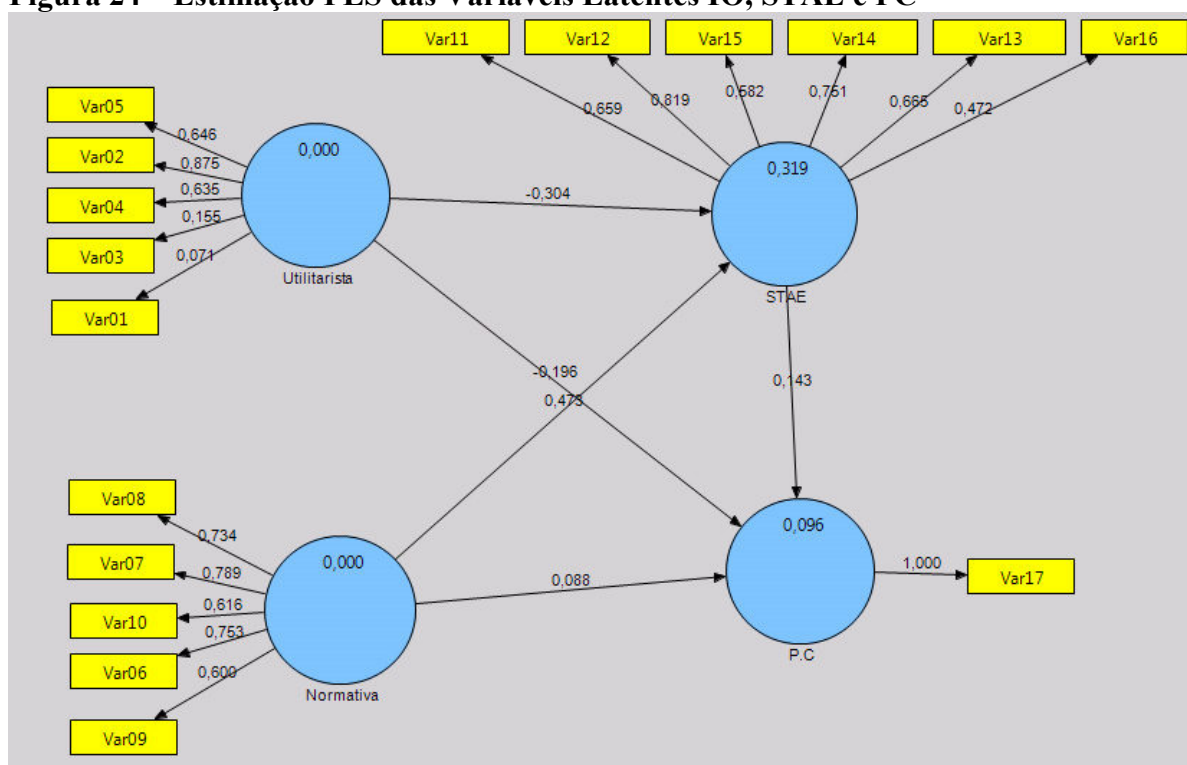 Var11 Var12 Var15 Var14 Var13 Var16
0,659 0,819 0,582 0,751 0,665 0,472
Var05
0,646
Var02
0,875
Var04
0,635
Var03
0,155
Var01
0,071
0,000
Utilitarista
-0,304
0,319
STAE
-0,196
0,473
0,143
Var08
0,734
Var07
0,789
Var10
0,616
Var06
0,753
Var09
0,600
0,000
Normativa
0,088
0,096
P.C
1,000
Var17